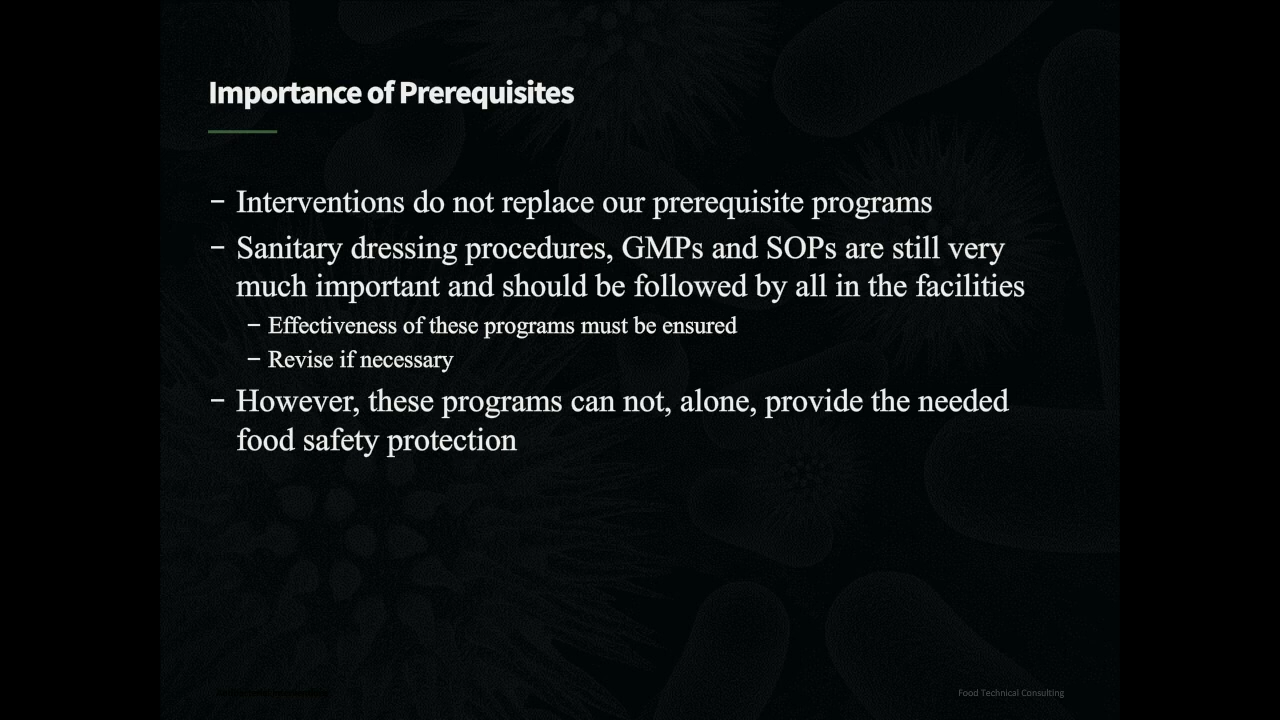 Importance of Prerequisites
– Interventions do not replace our prerequisite programs
– Sanitary dressing procedures, GMPs and SOPs are still very
much important and should be followed by all in the facilities
– Effectiveness of these programs must be ensured
– Revise if necessary
– However, these programs can not, alone, provide the needed
food safety protection
Food Technical Consulting